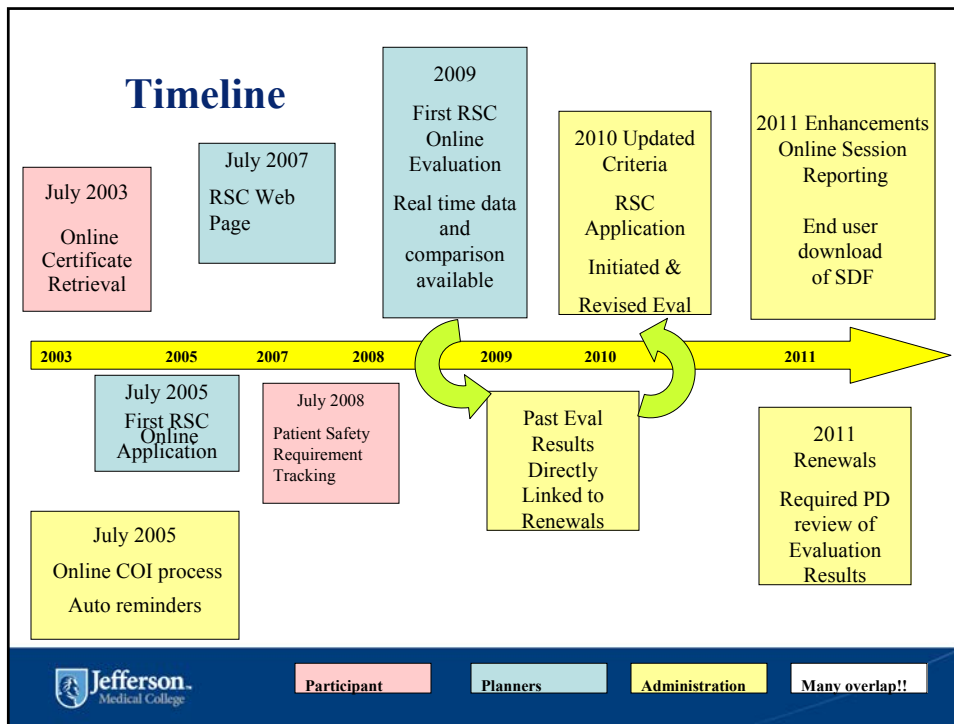 Timeline
July 2003
Online
Certificate
Retrieval
July 2007
RSC Web
Page
2009
First RSC
Online
Evaluation
Real time data
and
comparison
available
2010 Updated
Criteria
RSC
Application
Initiated &
Revised Eval
2011 Enhancements
Online Session
Reporting
End user
download
of SDF
2003 2005 2007 2008 2009 2010 2011
July 2005
First RSC
Online
Application
July 2008
Patient Safety
Requirement
Tracking
Past Eval
Results
Directly
Linked to
Renewals
2011
Renewals
Required PD
review of
Evaluation
Results
July 2005
Online COI process
Auto reminders
Jefferson™
Medical College
Participant
Planners
Administration
Many overlap!!